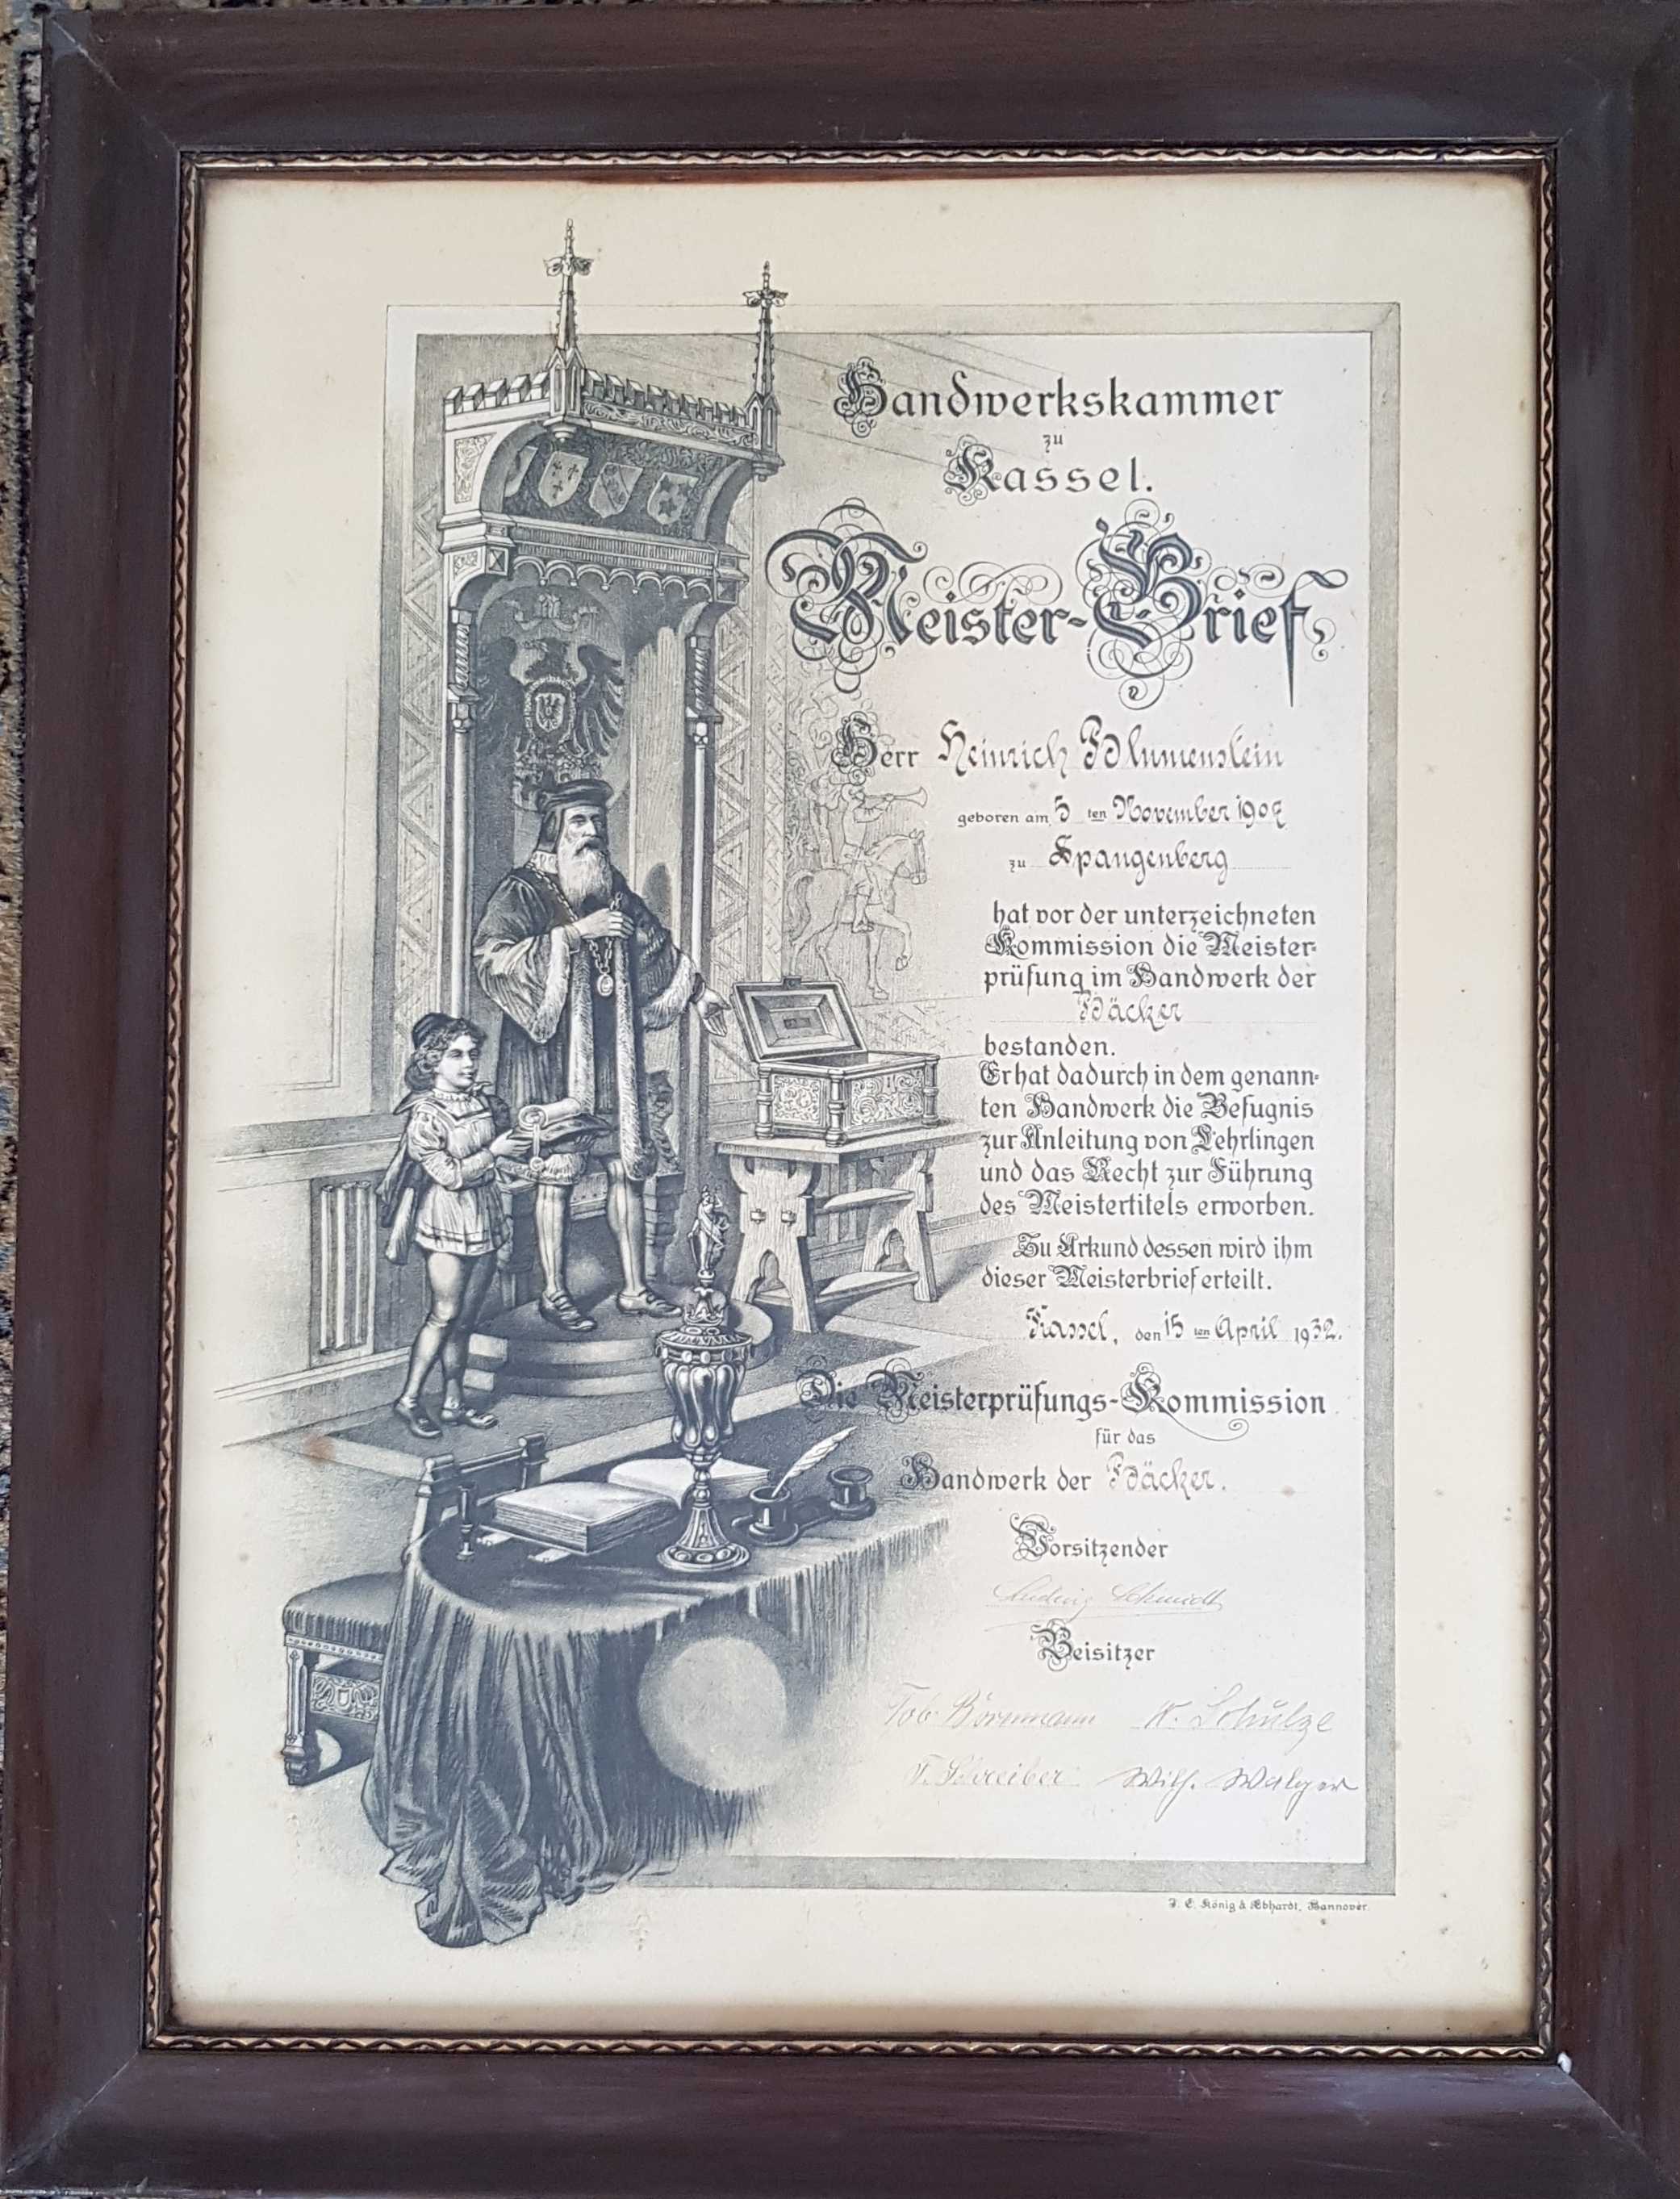 Handwerkskammer
zu
Kassel.
Meister-Brief.
Herr Heinrich Blumenstein
geboren am 5 ten November 1907
zu Spangenberg
hat vor der unterzeichneten
Kommission die Meister-
prüfung im Handwerk der
Bäcker
bestanden.
Er hat dadurch in dem genann-
ten Handwerk die Befugnis
zur Anleitung von Lehrlingen
und das Recht zur Führung
des Meistertitels erworben.
Zu Urkund dessen wird ihm
dieser Meisterbrief erteilt.
Kassel, den 15 ten April 1932.
Die Meisterprüfungs-Kommission
für das
Handwerk der Bäcker.
Vorsitzender
Ludwig Schmidt
Beisitzer
Tob. Bornmann K. Schulze
F. Schreiber Wilh.
J. C. König & Ebhardt, Hannover.